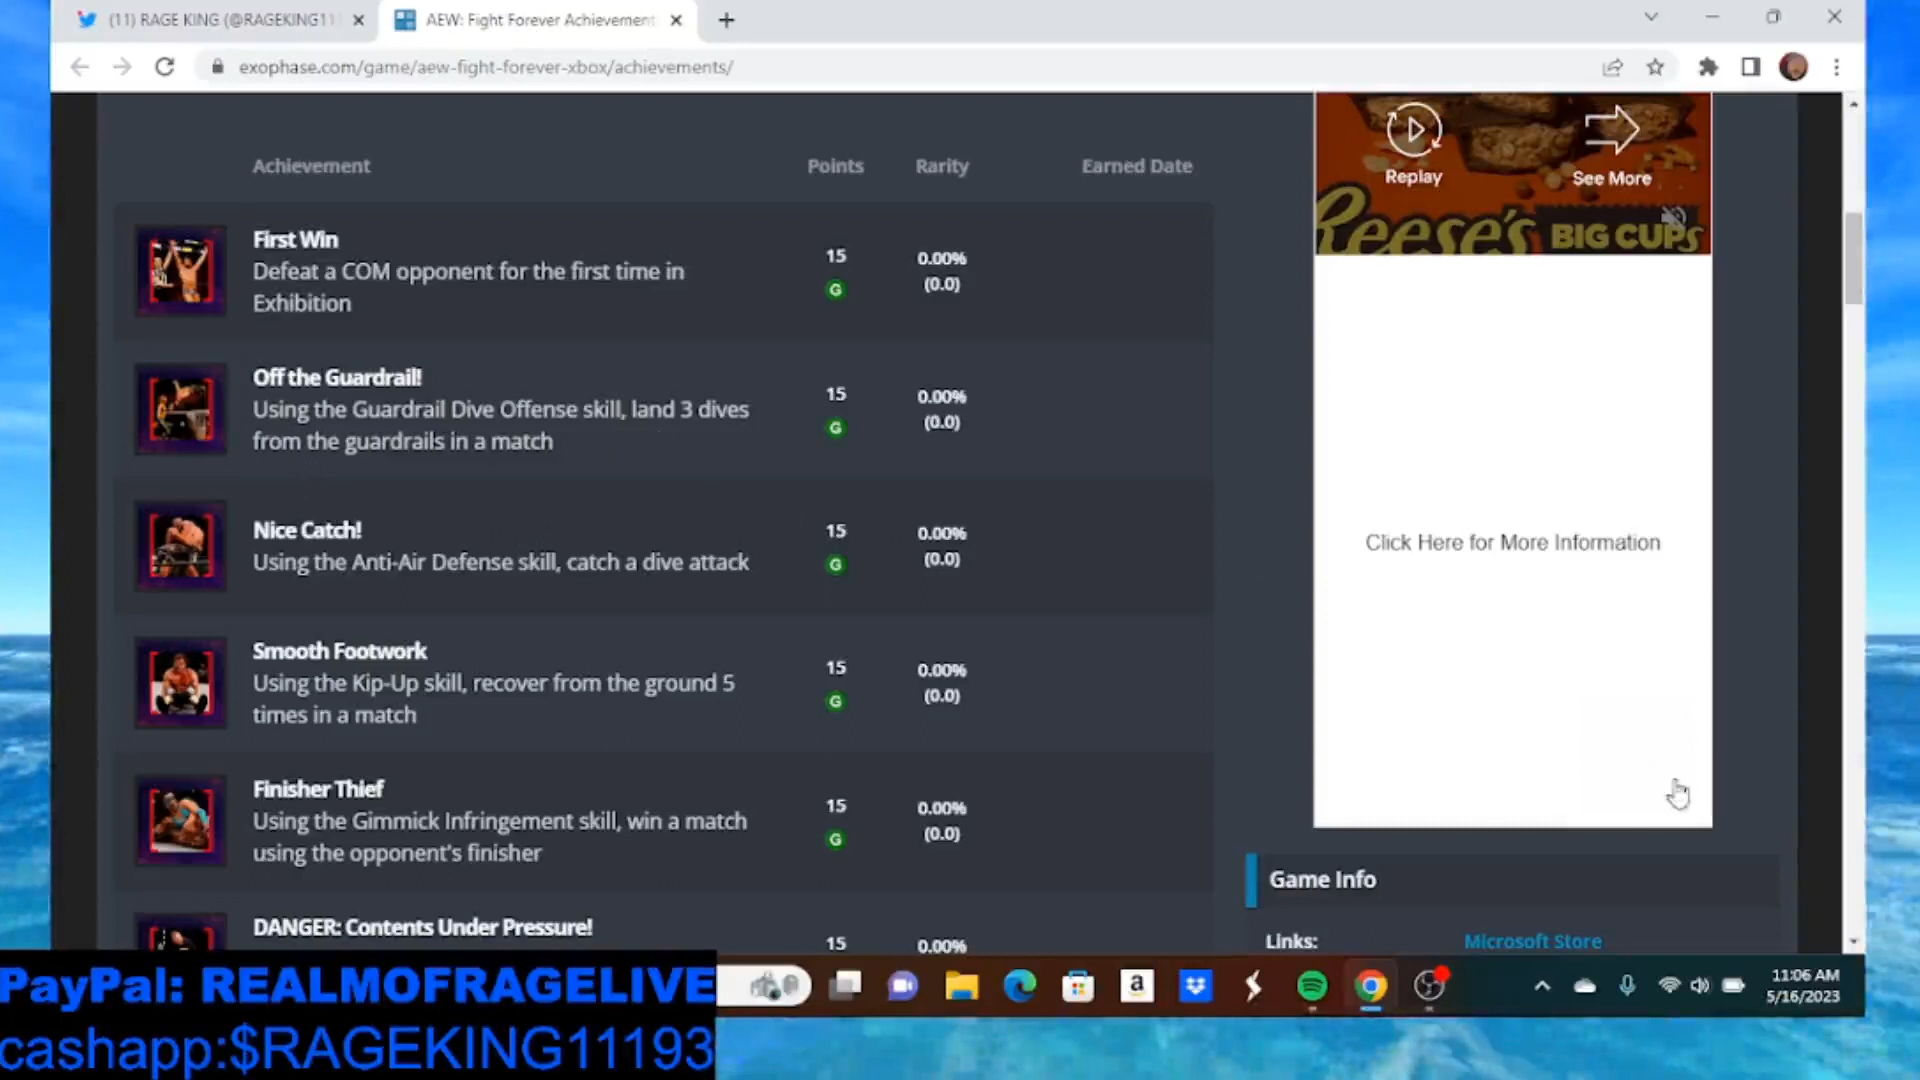 (11) RAGE KING (@RAGEKING11
AEW: Fight Forever Achievement
exophase.com/game/aew-fight-forever-xbox/achievements/
Achievement Points Rarity Earned Date
Replay
See More
Reese's BIG CUPS
First Win
Defeat a COM opponent for the first time in
Exhibition
15
G
0.00%
(0.0)
Off the Guardrail!
Using the Guardrail Dive Offense skill, land 3 dives
from the guardrails in a match
15
G
0.00%
(0.0)
Nice Catch!
Using the Anti-Air Defense skill, catch a dive attack
15
G
0.00%
(0.0)
Click Here for More Information
Smooth Footwork
Using the Kip-Up skill, recover from the ground 5
times in a match
15
G
0.00%
(0.0)
Finisher Thief
Using the Gimmick Infringement skill, win a match
using the opponent's finisher
15
G
0.00%
(0.0)
DANGER: Contents Under Pressure!
15
0.00%
Game Info
Links: Microsoft Store
PayPal: REALMOFRAGELIVE
cashapp:$RAGEKING11193
a
11:06 AM
5/16/2023